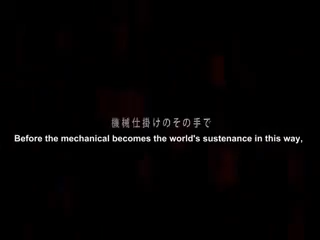 機械仕掛けのその手で
Before the mechanical becomes the world's sustenance in this way,